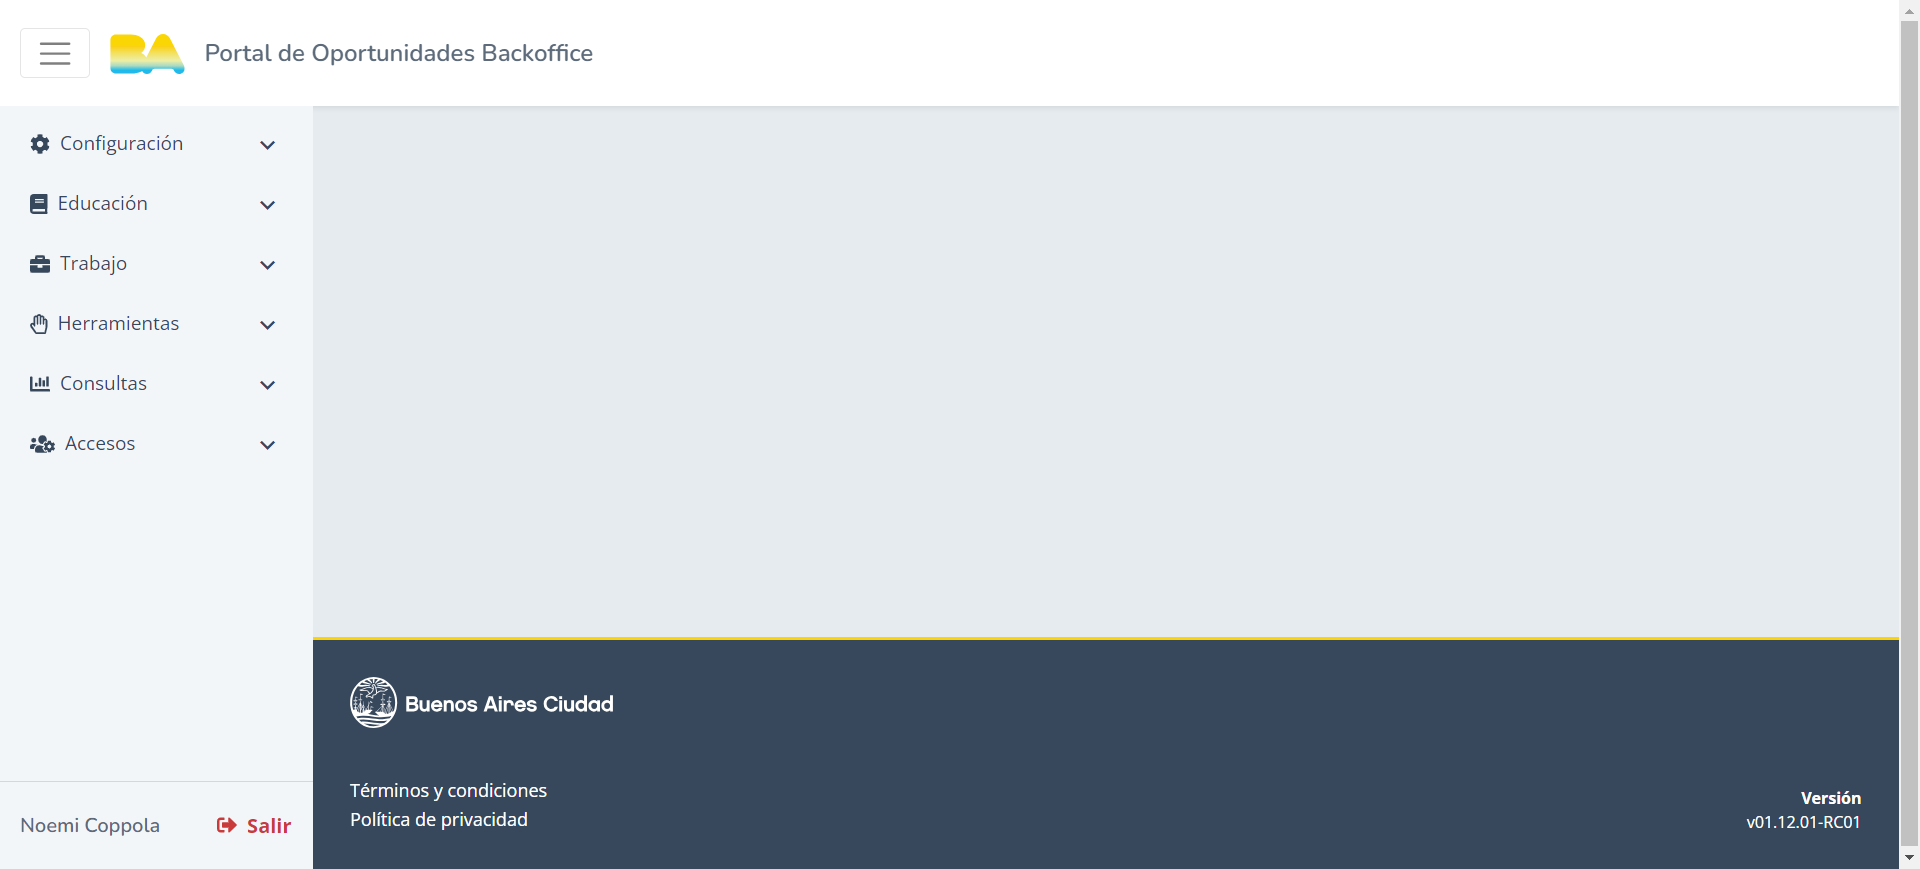 BA Portal de Oportunidades Backoffice
Configuración
Educación
Trabajo
Herramientas
Consultas
Accesos
Noemi Coppola Salir
Buenos Aires Ciudad
Términos y condiciones
Política de privacidad
Versión
v01.12.01-RC01